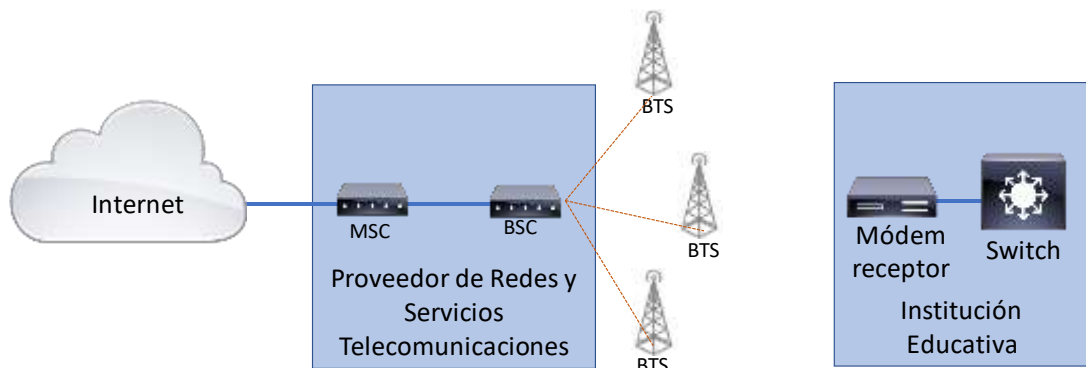 BTS
Internet
MSC
BSC
BTS
BTS
Proveedor de Redes y
Servicios
Telecomunicaciones
Módem
receptor
Switch
Institución
Educativa